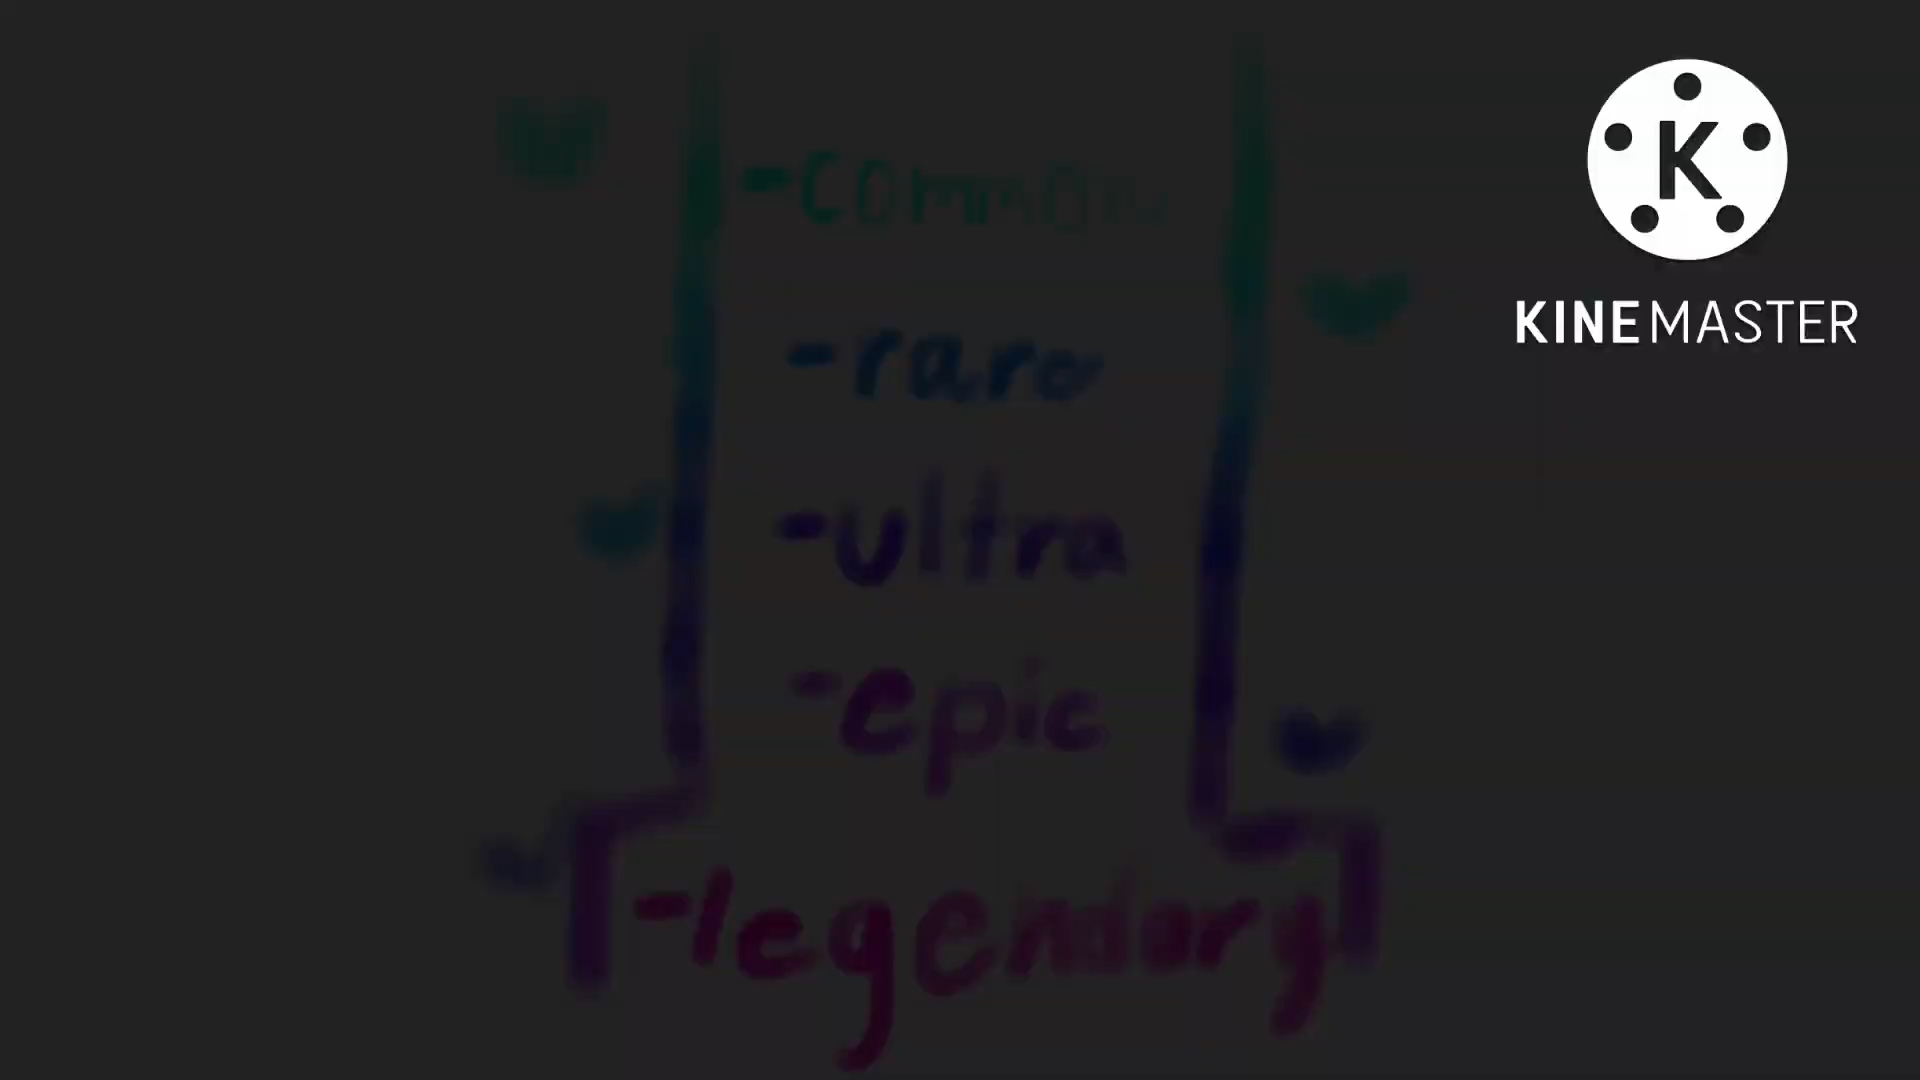 -common
-rare
-ultra
-epic
-legendary
K
KINEMASTER